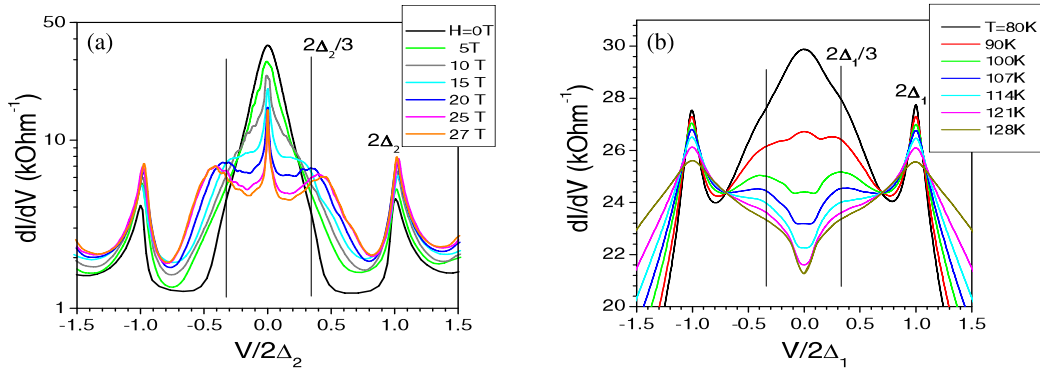 (a)
H=0T
5T
10 T
15 T
20 T
25 T
27 T
2Δ₂/3
2Δ₂
dI/dV (kOhm⁻¹)
50
10
1
-1.5 -1.0 -0.5 0.0 0.5 1.0 1.5
V/2Δ₂
(b)
T=80K
90K
100K
107K
114K
121K
128K
2Δ₁/3
2Δ₁
dI/dV (kOhm⁻¹)
30
28
26
24
22
20
-1.5 -1.0 -0.5 0.0 0.5 1.0 1.5
V/2Δ₁